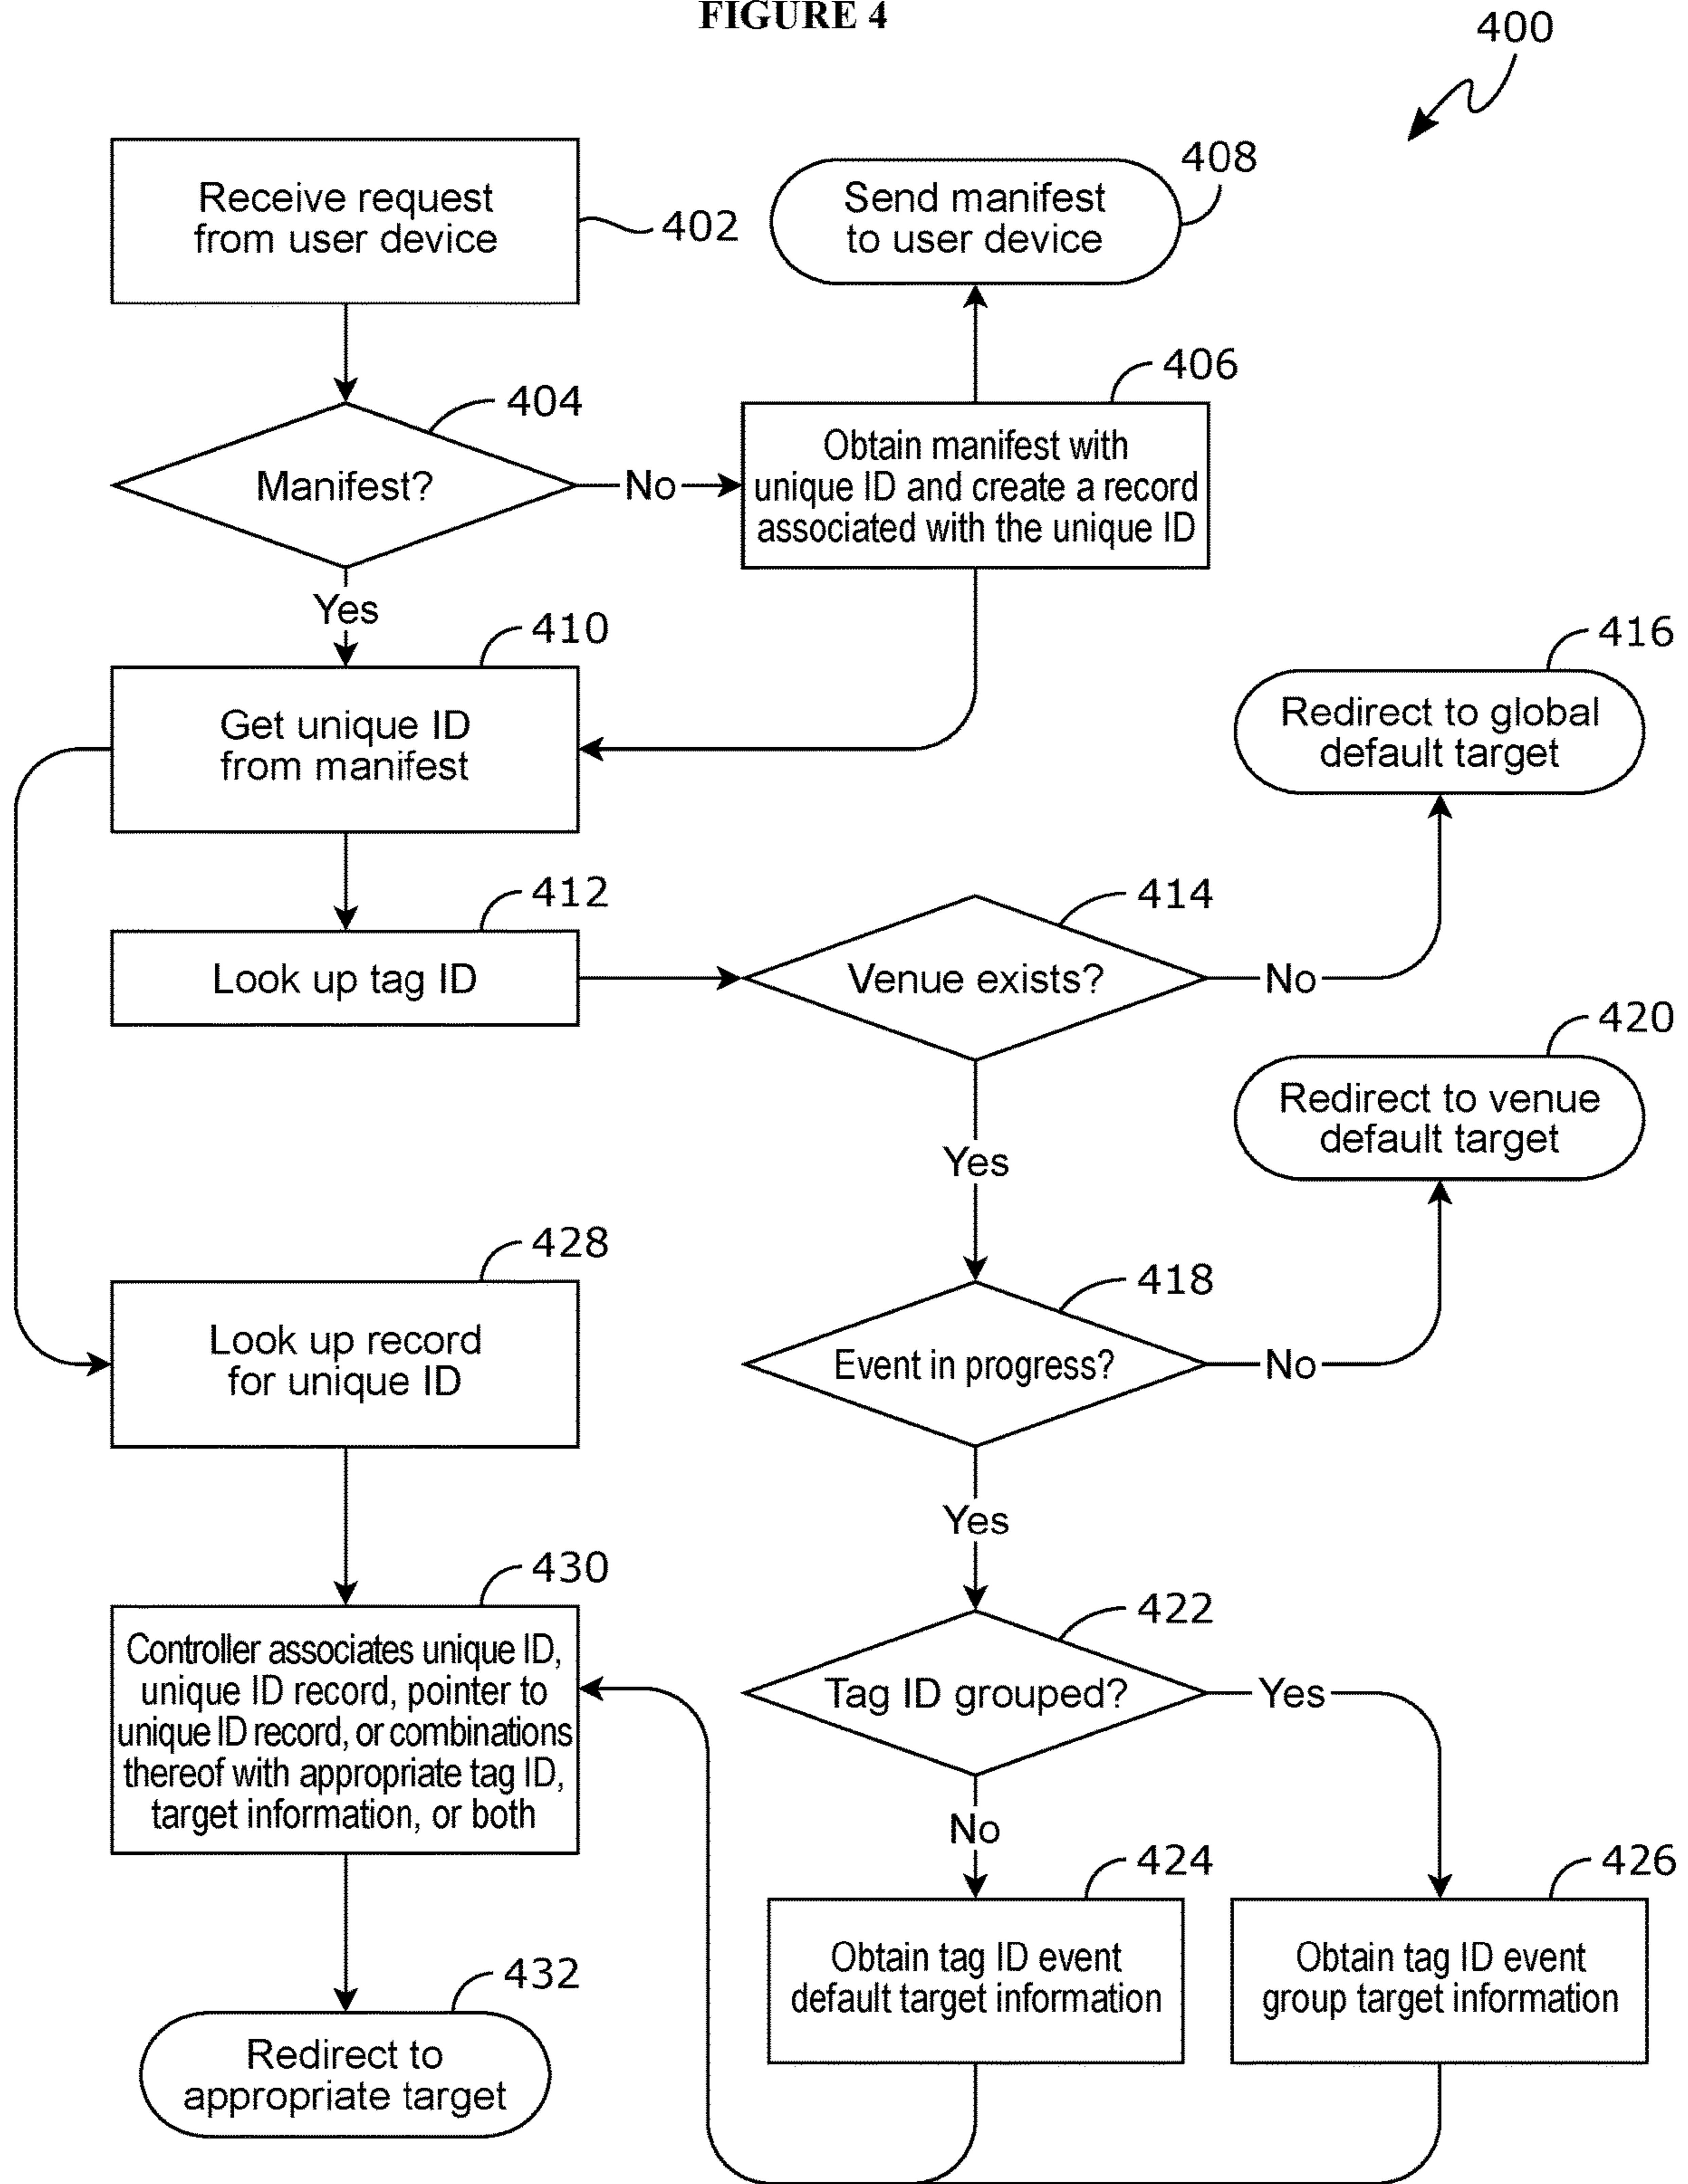 FIGURE 4
400
Receive request
from user device
402
Send manifest
to user device
408
404
Manifest?
No
406
Obtain manifest with
unique ID and create a record
associated with the unique ID
Yes
410
Get unique ID
from manifest
416
Redirect to global
default target
412
Look up tag ID
414
Venue exists?
No
420
Redirect to venue
default target
Yes
428
Look up record
for unique ID
418
Event in progress?
No
Yes
430
Controller associates unique ID,
unique ID record, pointer to
unique ID record, or combinations
thereof with appropriate tag ID,
target information, or both
422
Tag ID grouped?
Yes
No
424
Obtain tag ID event
default target information
426
Obtain tag ID event
group target information
432
Redirect to
appropriate target